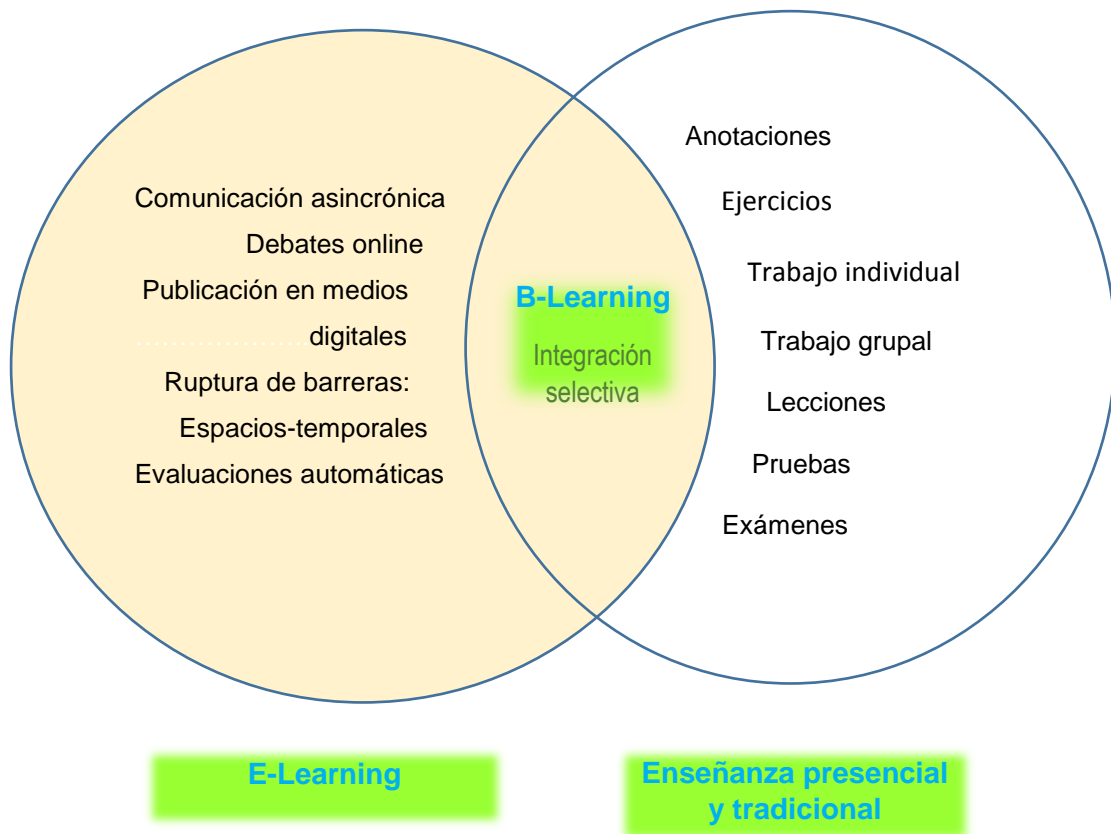 Comunicación asincrónica
Debates online
Publicación en medios
………………….digitales
Ruptura de barreras:
Espacios-temporales
Evaluaciones automáticas
B-Learning
Integración
selectiva
Anotaciones
Ejercicios
Trabajo individual
Trabajo grupal
Lecciones
Pruebas
Exámenes
E-Learning
Enseñanza presencial
y tradicional